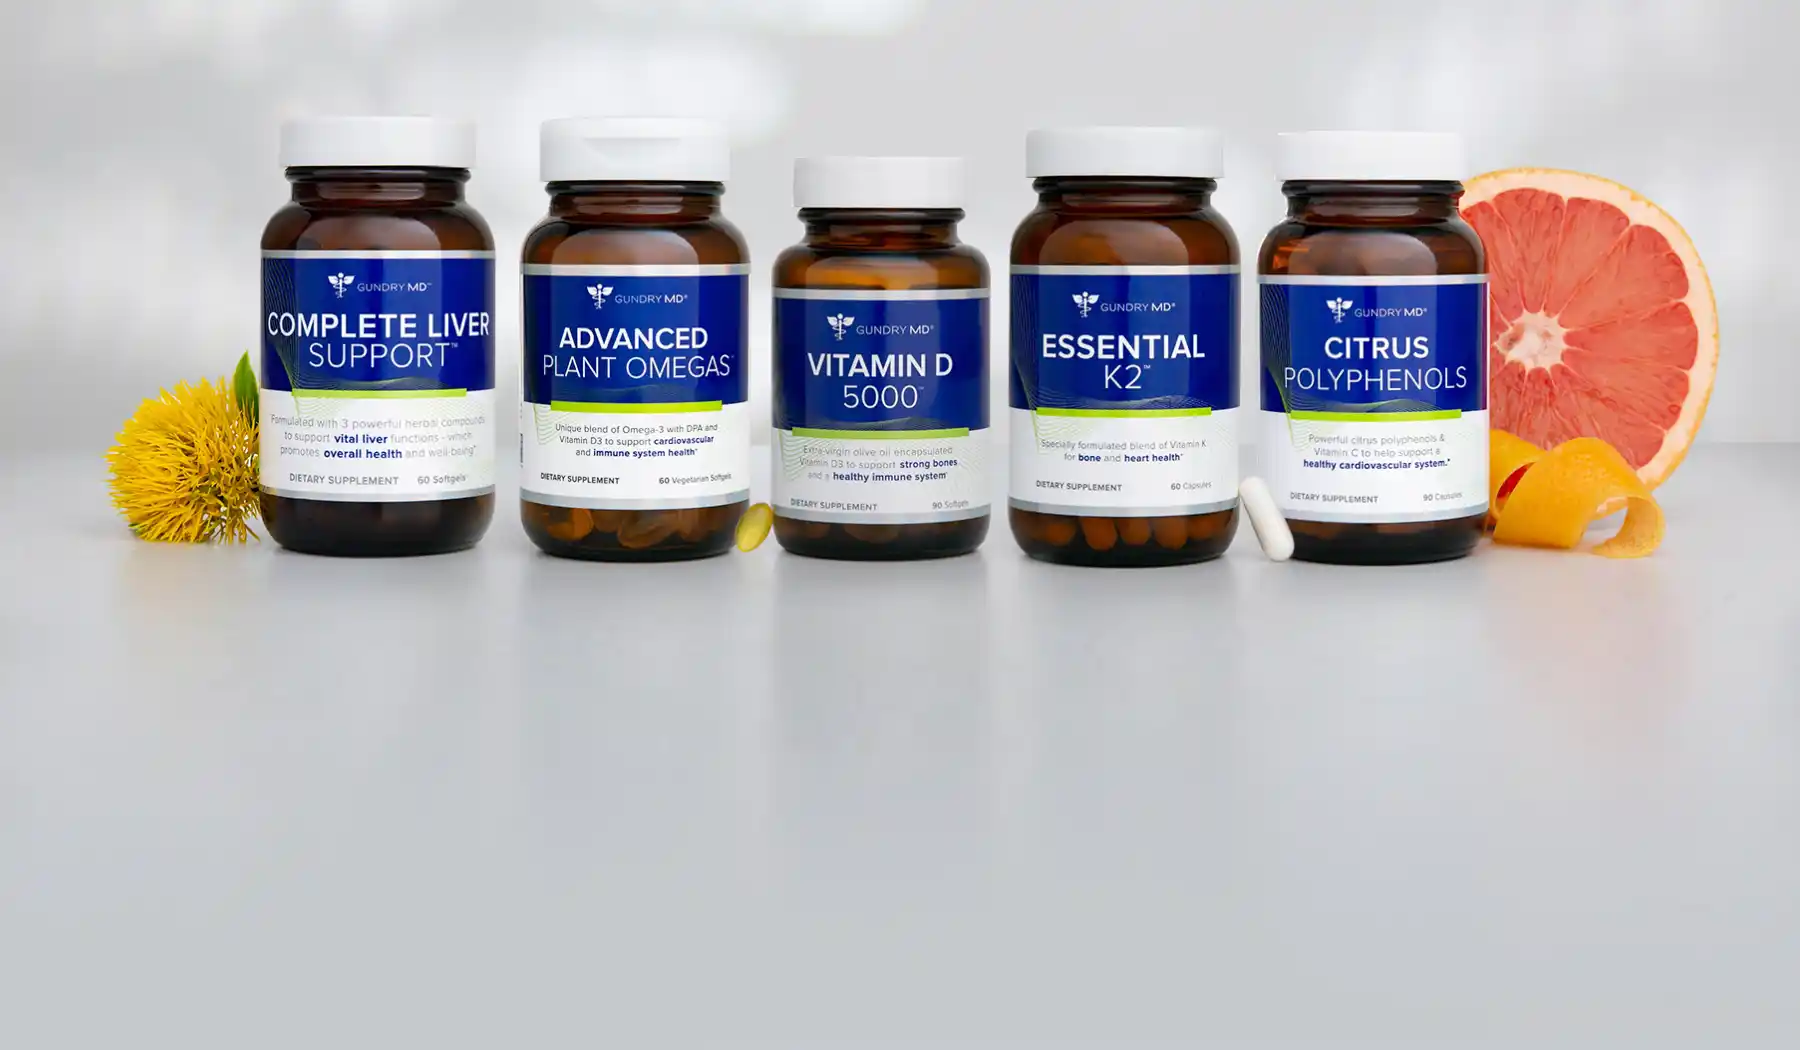 GUNDRY MD™
COMPLETE LIVER
SUPPORT™
Formulated with 3 powerful herbal compounds
to support vital liver functions - which
promotes overall health and well-being*
DIETARY SUPPLEMENT 60 Softgels
GUNDRY MD®
ADVANCED
PLANT OMEGAS™
Unique blend of Omega-3 with DPA and
Vitamin D3 to support cardiovascular
and immune system health*
DIETARY SUPPLEMENT 60 Vegetarian Softgels
GUNDRY MD®
VITAMIN D
5000™
Extra-virgin olive oil encapsulated
Vitamin D3 to support strong bones
and a healthy immune system*
DIETARY SUPPLEMENT 90 Softgels
GUNDRY MD®
ESSENTIAL
K2™
Specially formulated blend of Vitamin K
for bone and heart health*
DIETARY SUPPLEMENT 60 Capsules
GUNDRY MD®
CITRUS
POLYPHENOLS
Powerful citrus polyphenols &
Vitamin C to help support a
healthy cardiovascular system.*
DIETARY SUPPLEMENT 90 Capsules